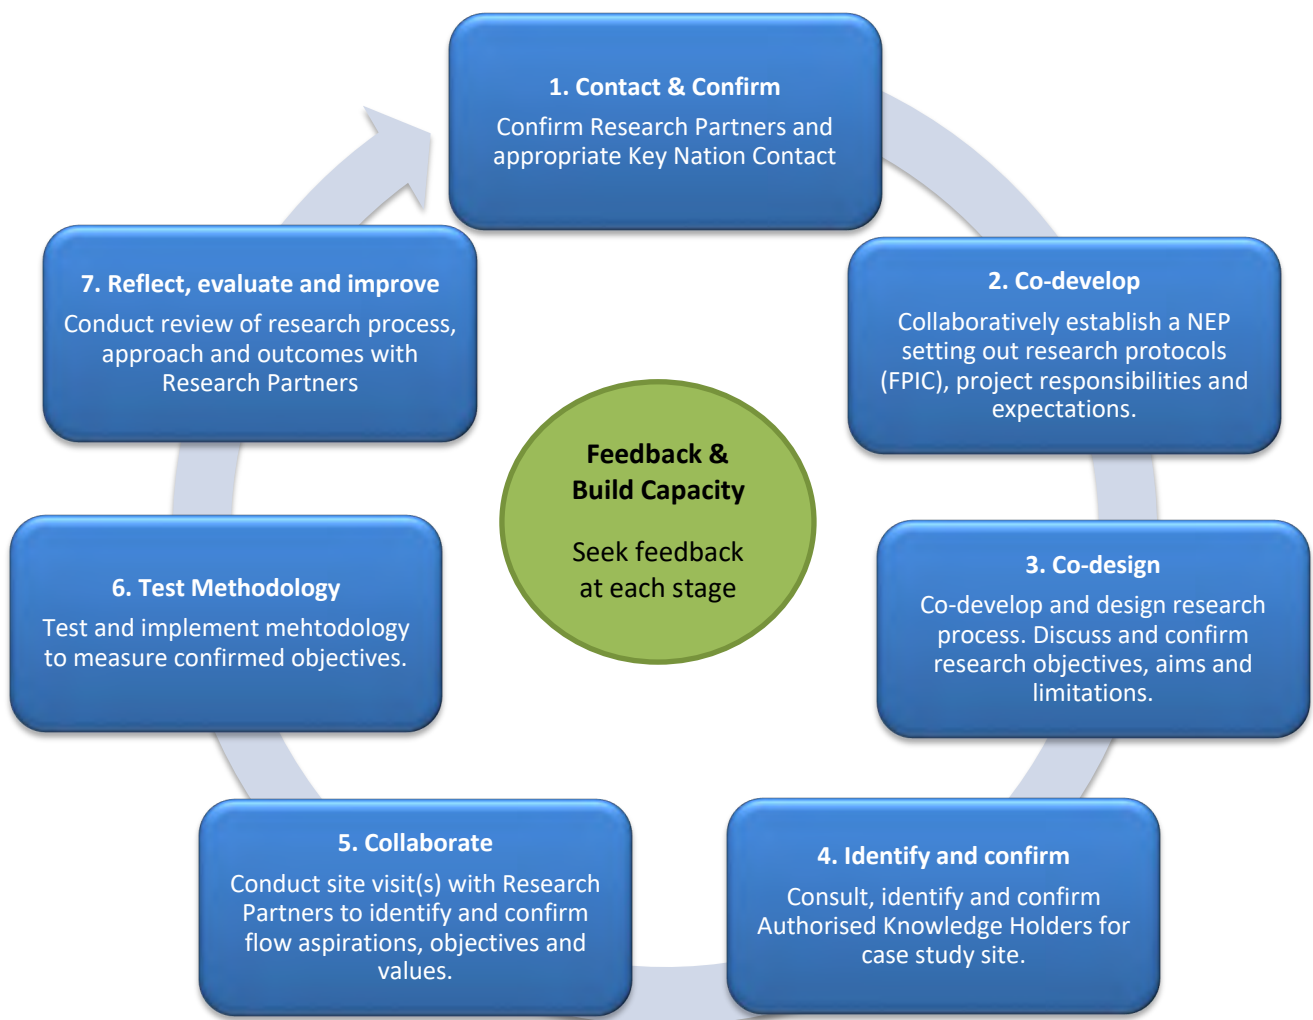 1. Contact & Confirm
Confirm Research Partners and
appropriate Key Nation Contact
2. Co-develop
Collaboratively establish a NEP
setting out research protocols
(FPIC), project responsibilities and
expectations.
3. Co-design
Co-develop and design research
process. Discuss and confirm
research objectives, aims and
limitations.
4. Identify and confirm
Consult, identify and confirm
Authorised Knowledge Holders for
case study site.
5. Collaborate
Conduct site visit(s) with Research
Partners to identify and confirm
flow aspirations, objectives and
values.
6. Test Methodology
Test and implement mehtodology
to measure confirmed objectives.
7. Reflect, evaluate and improve
Conduct review of research process,
approach and outcomes with
Research Partners
Feedback &
Build Capacity
Seek feedback
at each stage